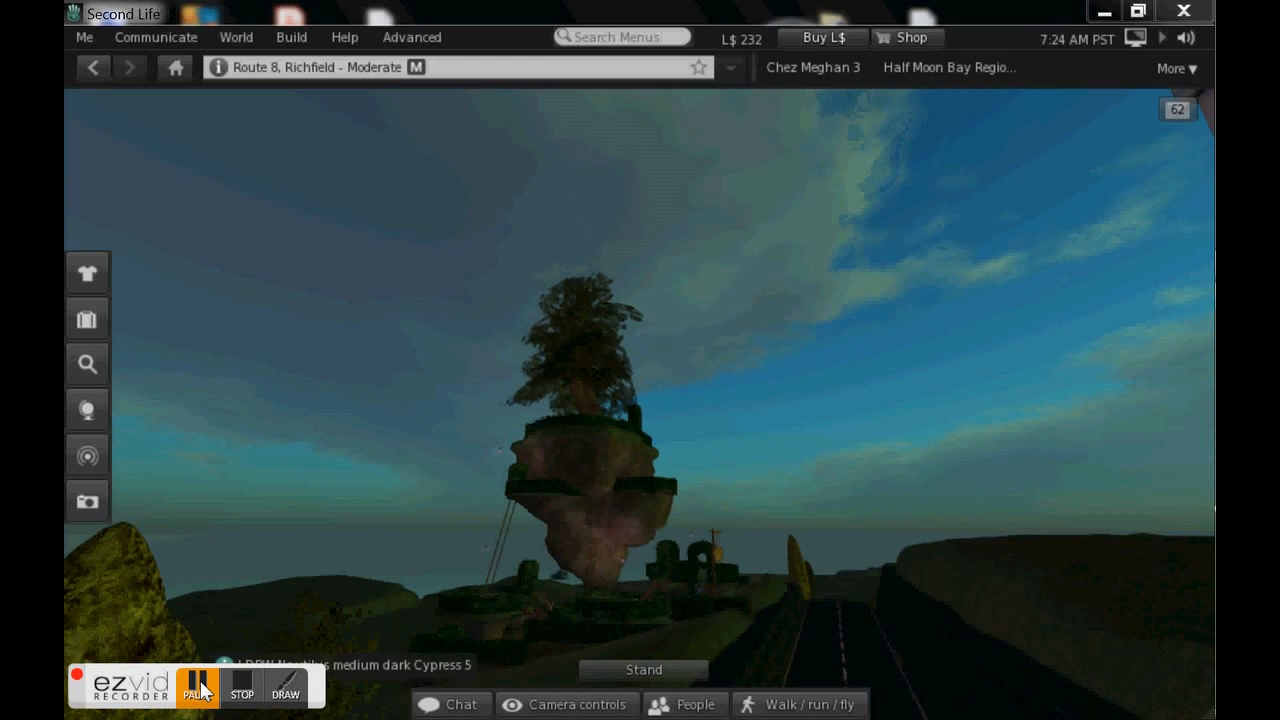 Second Life
Me Communicate World Build Help Advanced Search Menus L$ 232 Buy L$ Shop 7:24 AM PST
Route 8, Richfield - Moderate M Chez Meghan 3 Half Moon Bay Regio... More
62
medium dark Cypress 5
Stand
ezvid
RECORDER
STOP DRAW
Chat Camera controls People Walk / run / fly